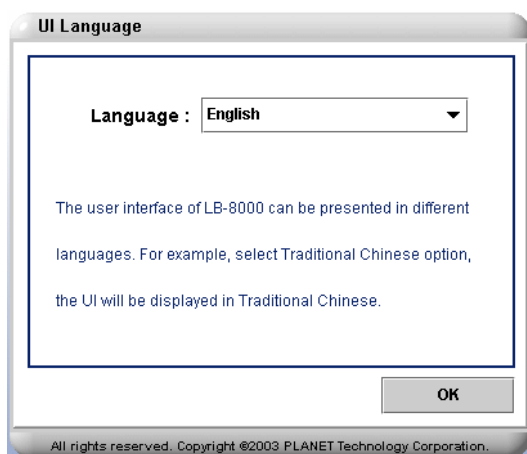 UI Language
Language :
English
The user interface of LB-8000 can be presented in different
languages. For example, select Traditional Chinese option,
the UI will be displayed in Traditional Chinese.
OK
All rights reserved. Copyright ©2003 PLANET Technology Corporation.